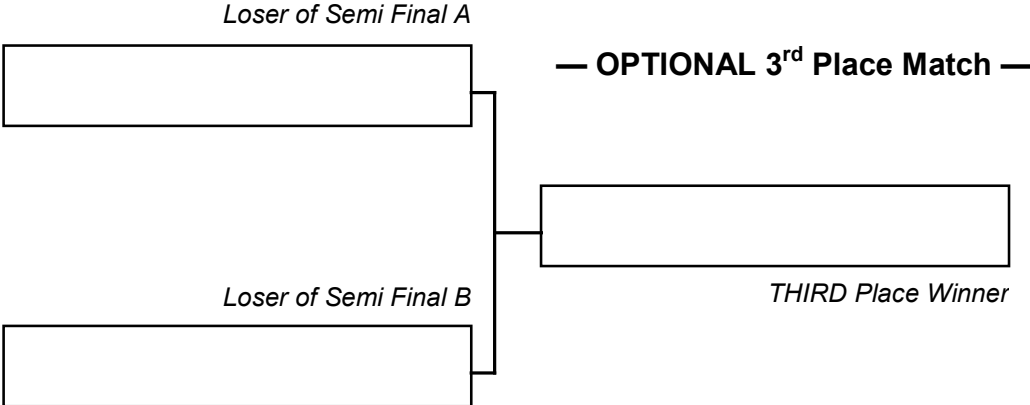 Loser of Semi Final A
— OPTIONAL 3rd Place Match —
Loser of Semi Final B
THIRD Place Winner